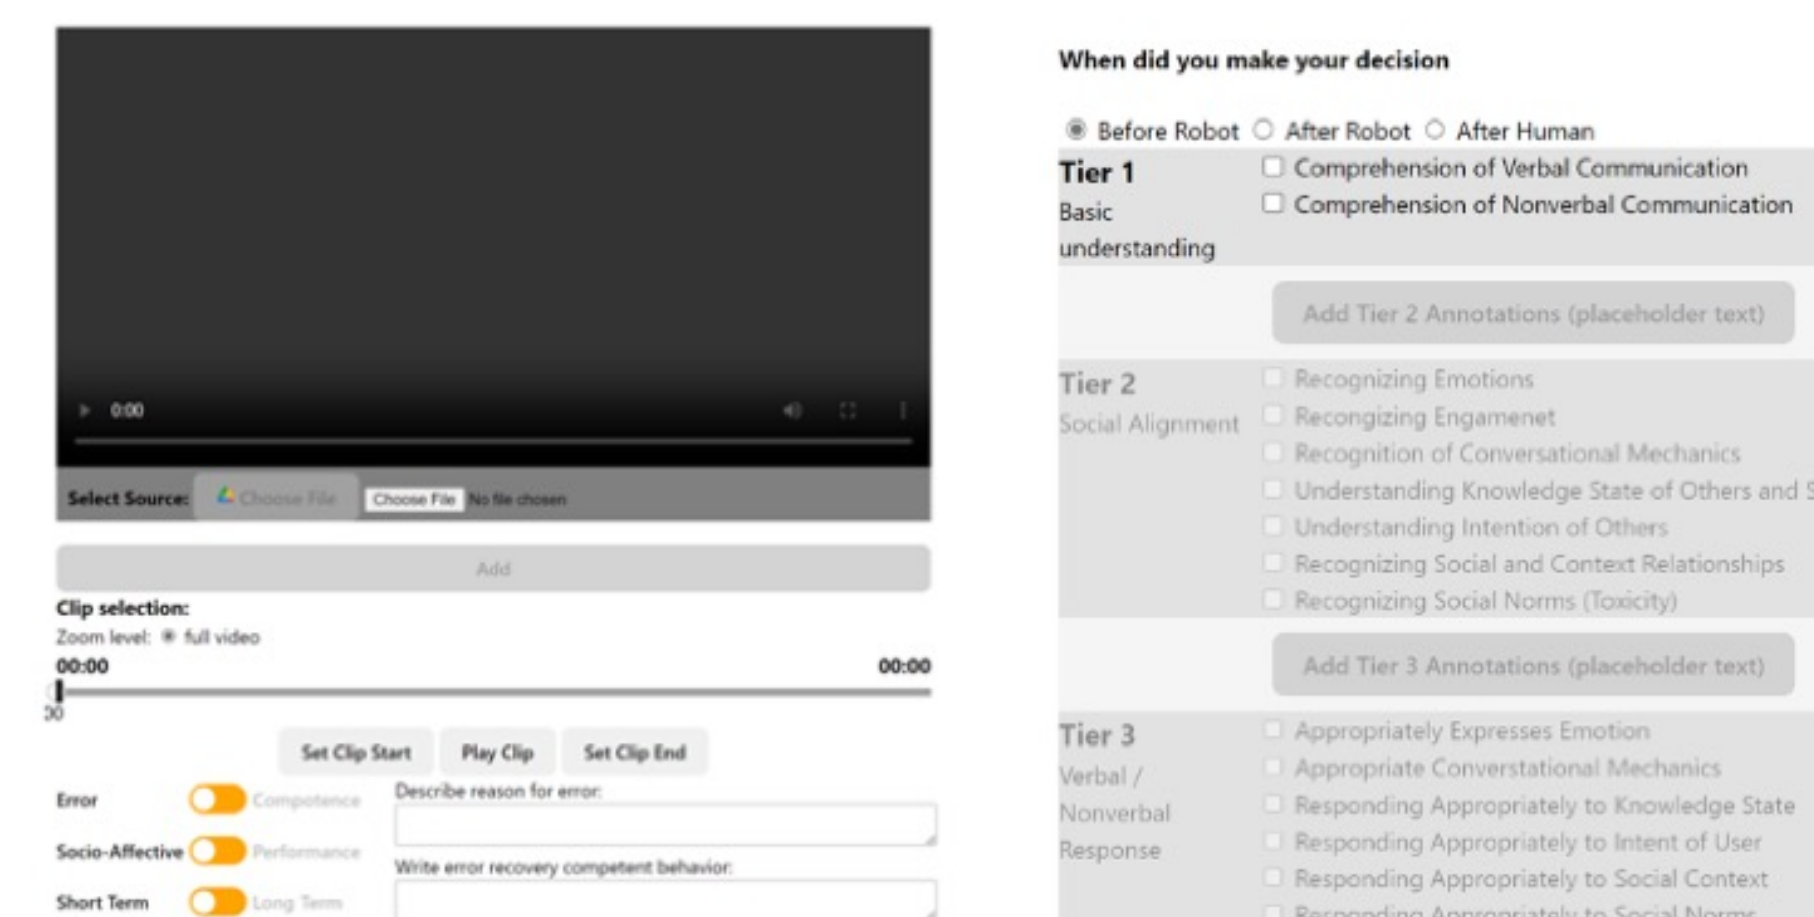 0:00
Select Source: Choose File Choose File No file chosen
Add
Clip selection:
Zoom level: full video
00:00 00:00
00
Set Clip Start Play Clip Set Clip End
Error Compotence
Socio-Affective Performance
Short Term Long Term
Describe reason for error:
Write error recovery competent behavior:
When did you make your decision
Before Robot After Robot After Human
Tier 1
Basic
understanding
Comprehension of Verbal Communication
Comprehension of Nonverbal Communication
Add Tier 2 Annotations (placeholder text)
Tier 2
Social Alignment
Recognizing Emotions
Recongizing Engamenet
Recognition of Conversational Mechanics
Understanding Knowledge State of Others and S
Understanding Intention of Others
Recognizing Social and Context Relationships
Recognizing Social Norms (Toxicity)
Add Tier 3 Annotations (placeholder text)
Tier 3
Verbal /
Nonverbal
Response
Appropriately Expresses Emotion
Appropriate Converstational Mechanics
Responding Appropriately to Knowledge State
Responding Appropriately to Intent of User
Responding Appropriately to Social Context
Responding Appropriately to Social Norms